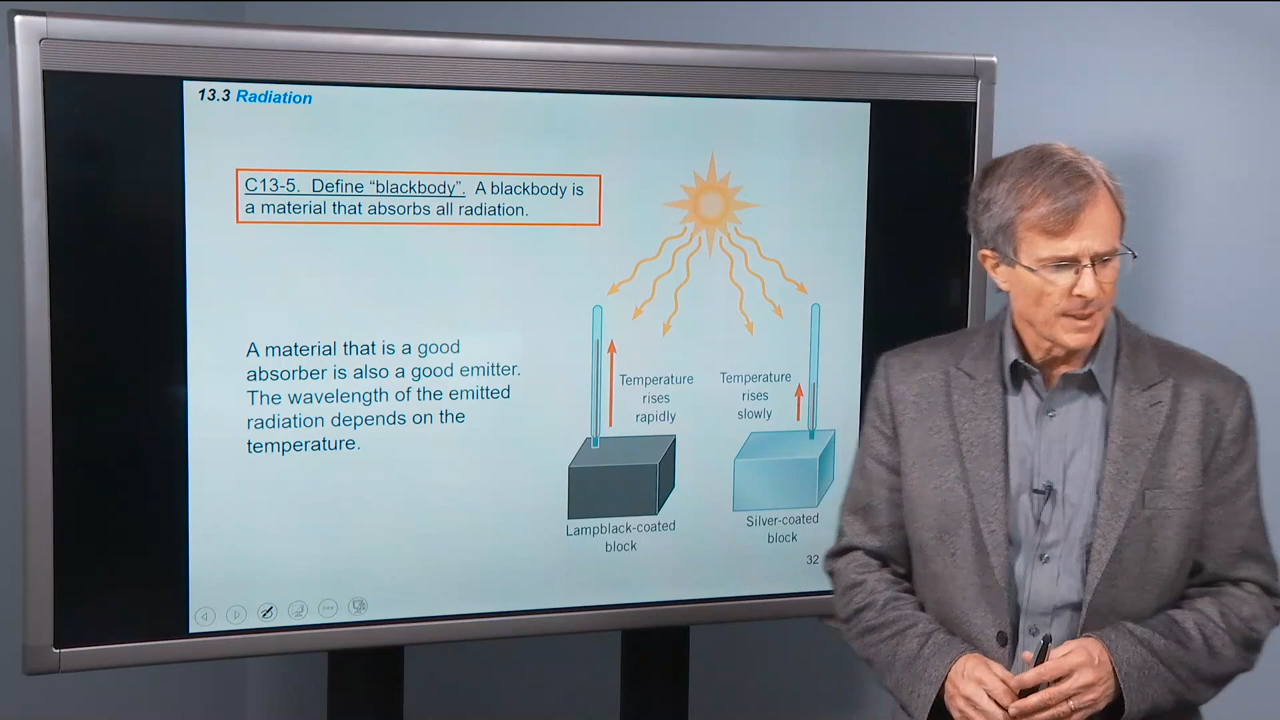 13.3 Radiation
C13-5. Define “blackbody”. A blackbody is
a material that absorbs all radiation.
A material that is a good
absorber is also a good emitter.
The wavelength of the emitted
radiation depends on the
temperature.
Temperature
rises
rapidly
Temperature
rises
slowly
Lampblack-coated
block
Silver-coated
block
32